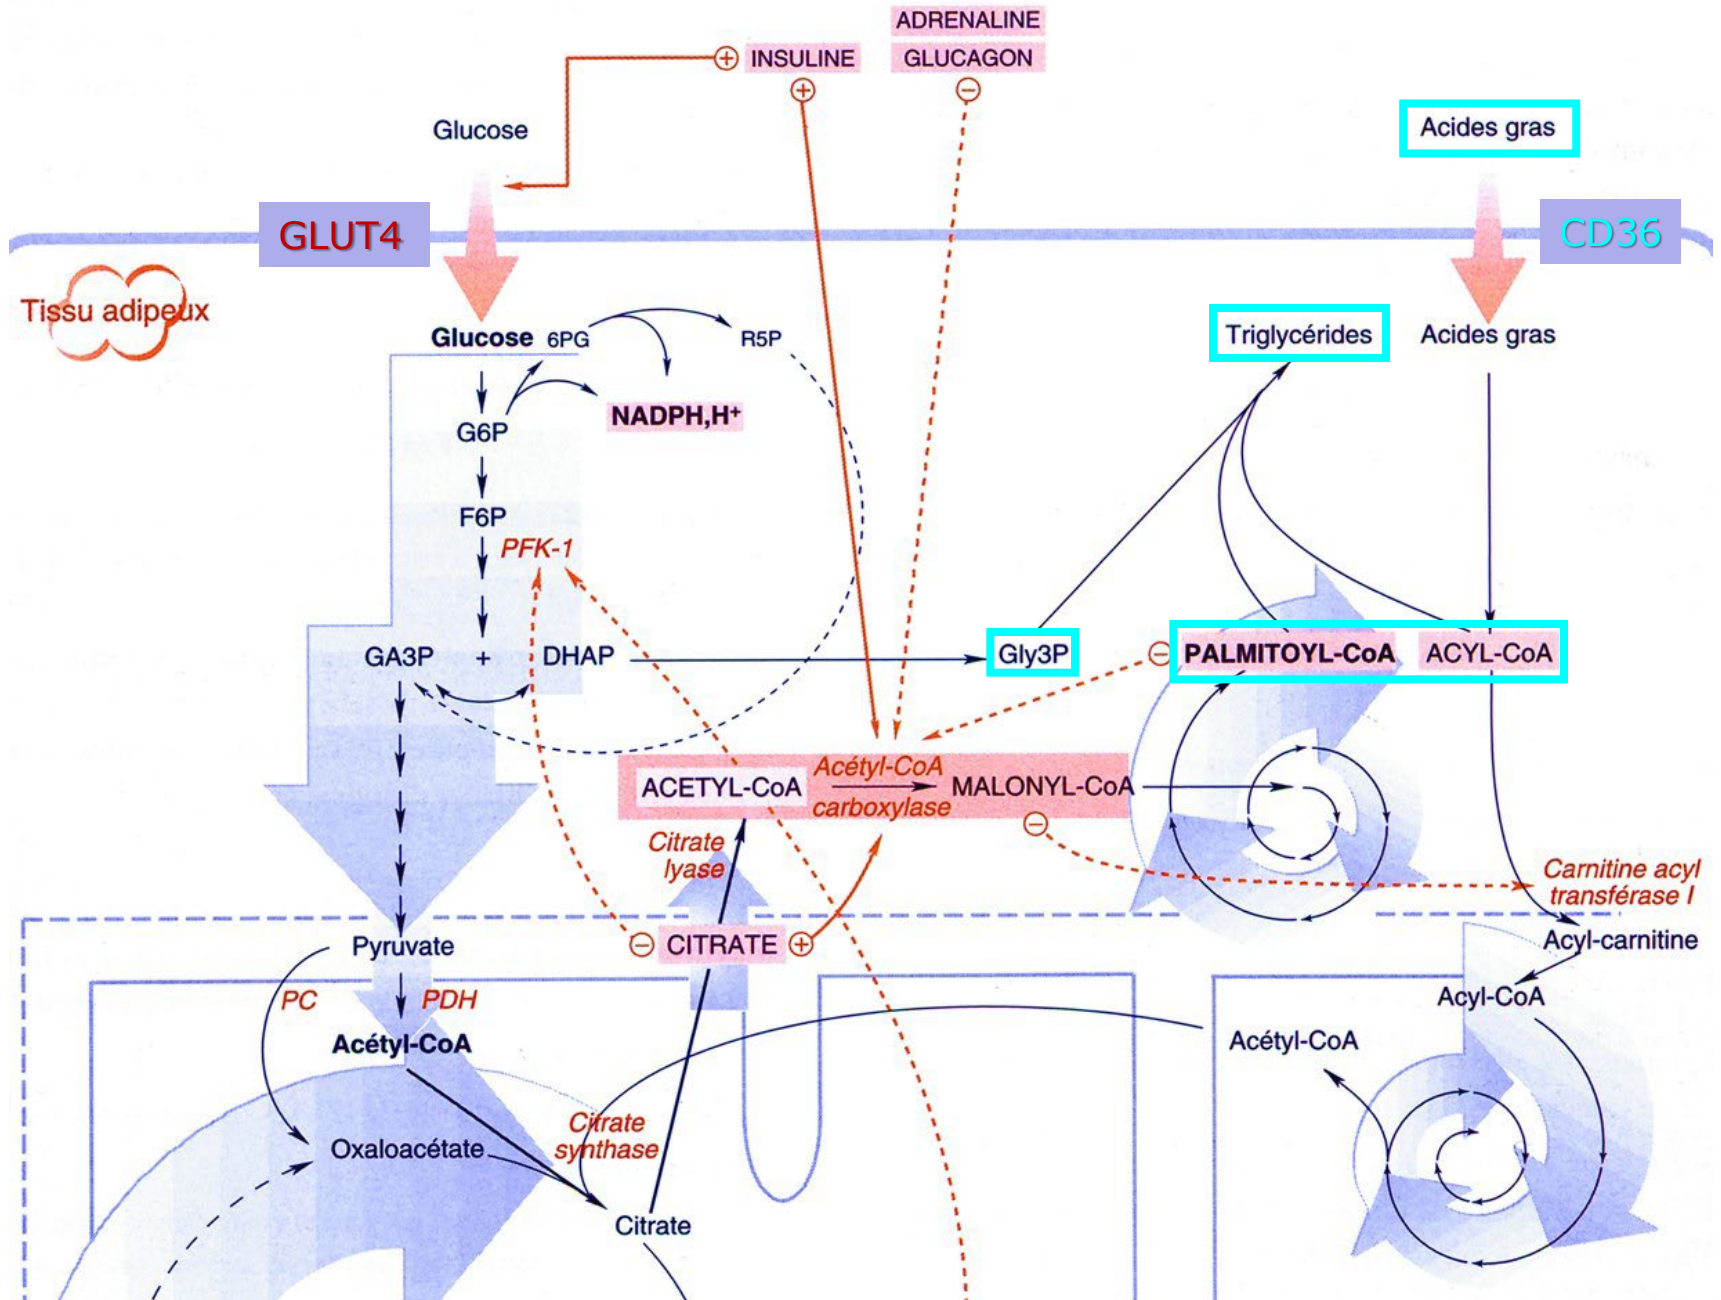 ADRENALINE
INSULINE
GLUCAGON
Glucose
Acides gras
GLUT4
CD36
Tissu adipeux
Glucose
6PG
R5P
Triglycérides
Acides gras
NADPH,H⁺
G6P
F6P
PFK-1
GA3P
+
DHAP
Gly3P
PALMITOYL-CoA
ACYL-CoA
ACETYL-CoA
Acétyl-CoA
carboxylase
MALONYL-CoA
Citrate
lyase
Carnitine acyl
transférase I
Pyruvate
CITRATE
Acyl-carnitine
PC
PDH
Acyl-CoA
Acétyl-CoA
Acétyl-CoA
Oxaloacétate
Citrate
synthase
Citrate